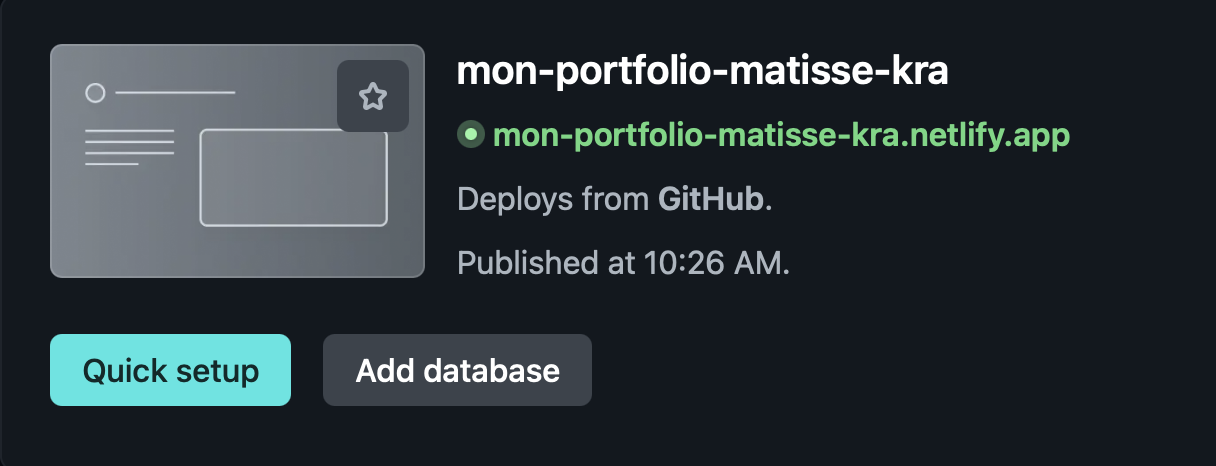 mon-portfolio-matisse-kra
mon-portfolio-matisse-kra.netlify.app
Deploys from GitHub.
Published at 10:26 AM.
Quick setup
Add database